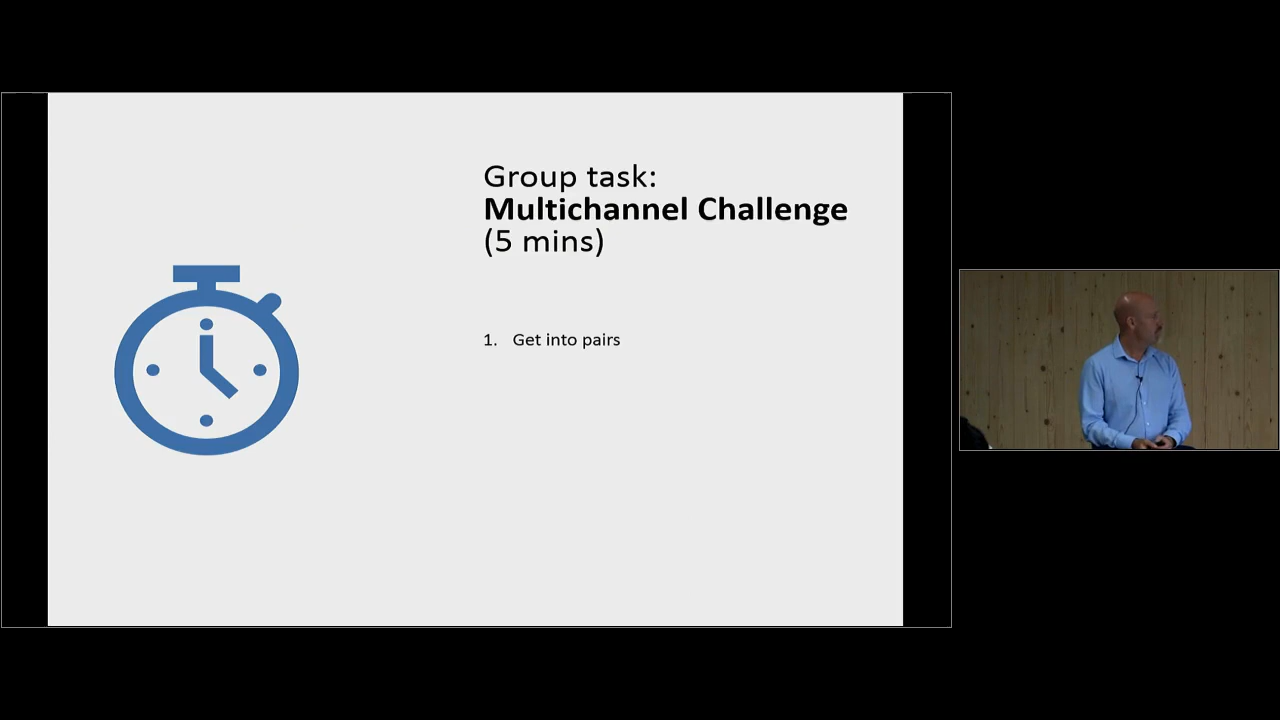 Group task:
Multichannel Challenge
(5 mins)
1. Get into pairs